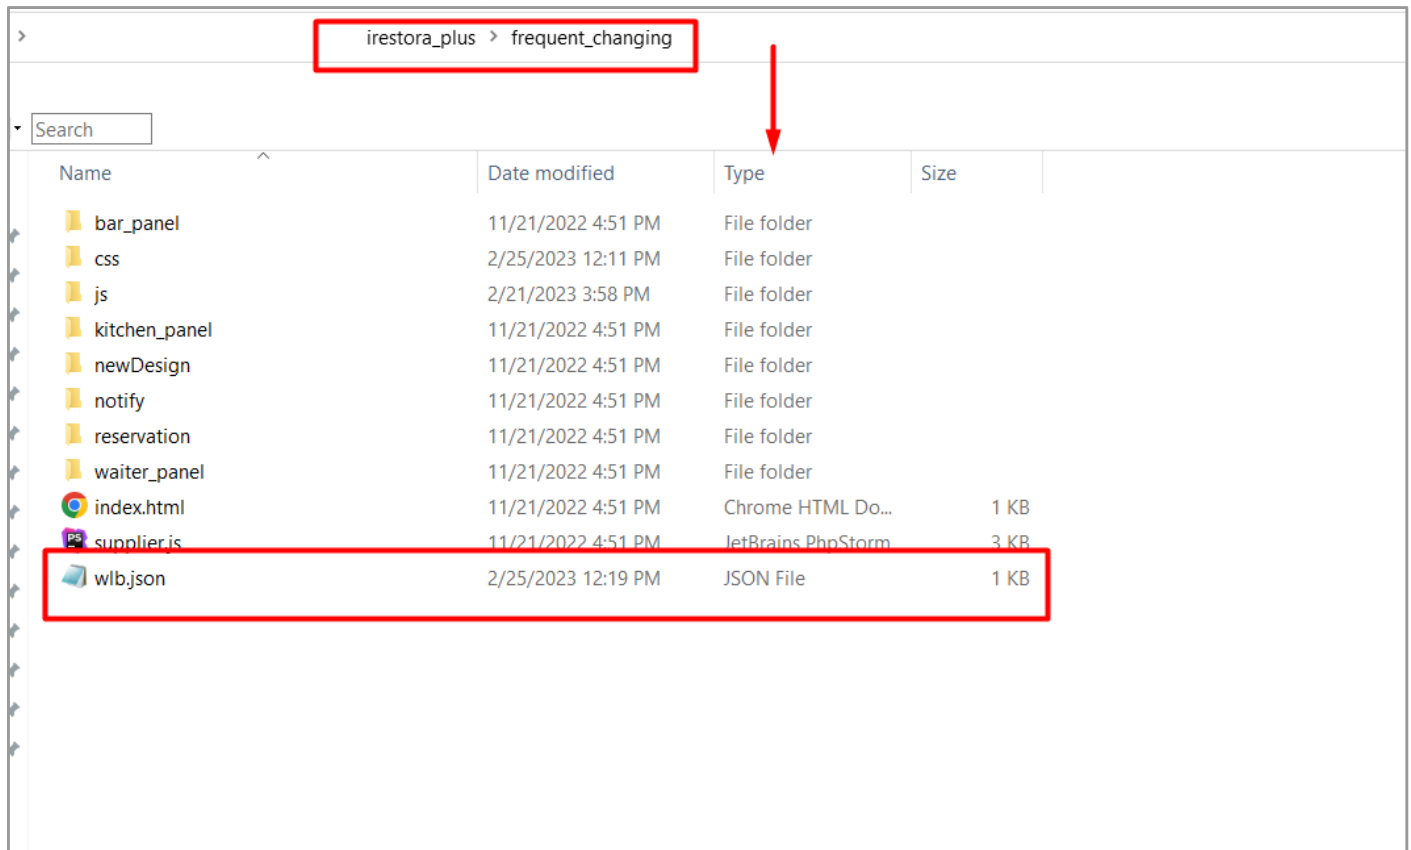 > irestora_plus > frequent_changing
Search
Name Date modified Type Size
bar_panel 11/21/2022 4:51 PM File folder
css 2/25/2023 12:11 PM File folder
js 2/21/2023 3:58 PM File folder
kitchen_panel 11/21/2022 4:51 PM File folder
newDesign 11/21/2022 4:51 PM File folder
notify 11/21/2022 4:51 PM File folder
reservation 11/21/2022 4:51 PM File folder
waiter_panel 11/21/2022 4:51 PM File folder
index.html 11/21/2022 4:51 PM Chrome HTML Do... 1 KB
PS supplier.js 11/21/2022 4:51 PM JetBrains PhpStorm 3 KB
wlb.json 2/25/2023 12:19 PM JSON File 1 KB